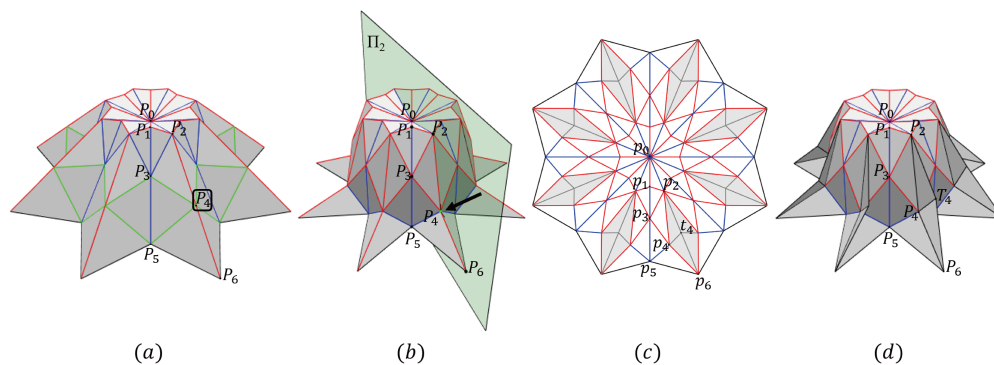 P₀
P₁ P₂
P₃
P₄
P₅
P₆
(a)
Π₂
P₀
P₁ P₂
P₃
P₄
P₅
P₆
(b)
p₀
p₁ p₂
p₃
t₄
p₄
p₅
p₆
(c)
P₀
P₁ P₂
P₃
P₄ T₄
P₅
P₆
(d)